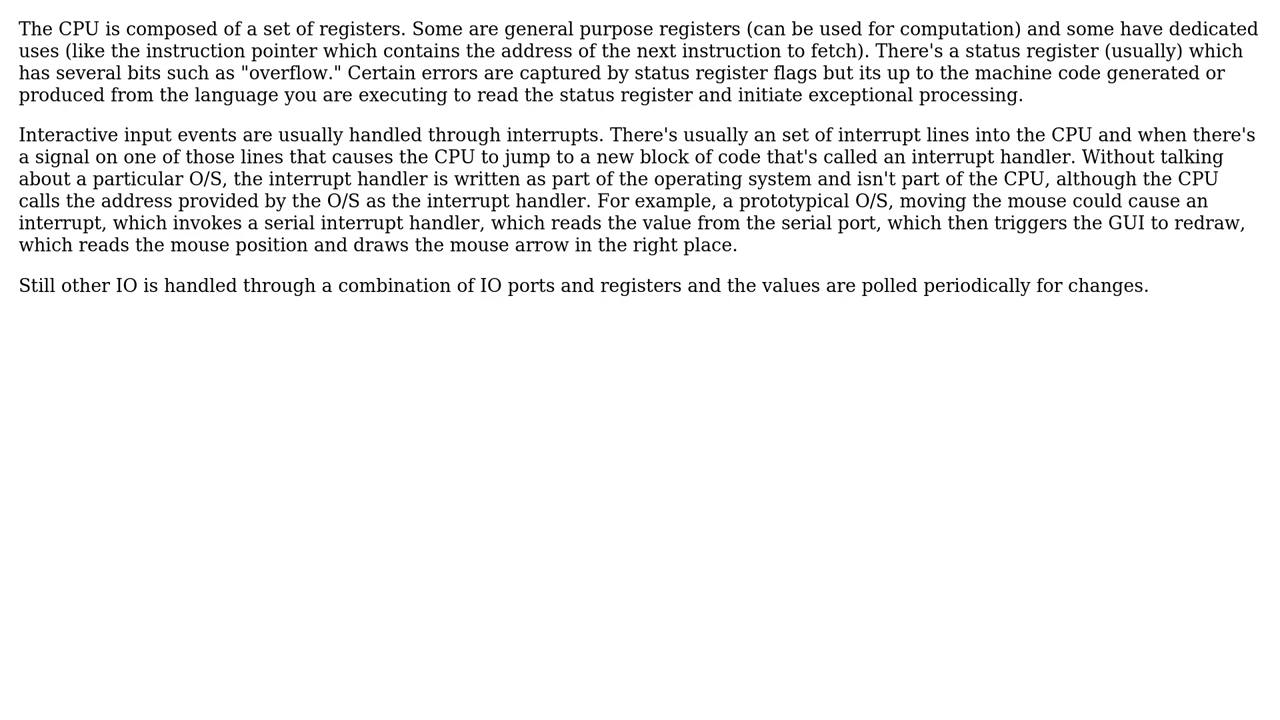 The CPU is composed of a set of registers. Some are general purpose registers (can be used for computation) and some have dedicated
uses (like the instruction pointer which contains the address of the next instruction to fetch). There's a status register (usually) which
has several bits such as "overflow." Certain errors are captured by status register flags but its up to the machine code generated or
produced from the language you are executing to read the status register and initiate exceptional processing.
Interactive input events are usually handled through interrupts. There's usually an set of interrupt lines into the CPU and when there's
a signal on one of those lines that causes the CPU to jump to a new block of code that's called an interrupt handler. Without talking
about a particular O/S, the interrupt handler is written as part of the operating system and isn't part of the CPU, although the CPU
calls the address provided by the O/S as the interrupt handler. For example, a prototypical O/S, moving the mouse could cause an
interrupt, which invokes a serial interrupt handler, which reads the value from the serial port, which then triggers the GUI to redraw,
which reads the mouse position and draws the mouse arrow in the right place.
Still other IO is handled through a combination of IO ports and registers and the values are polled periodically for changes.